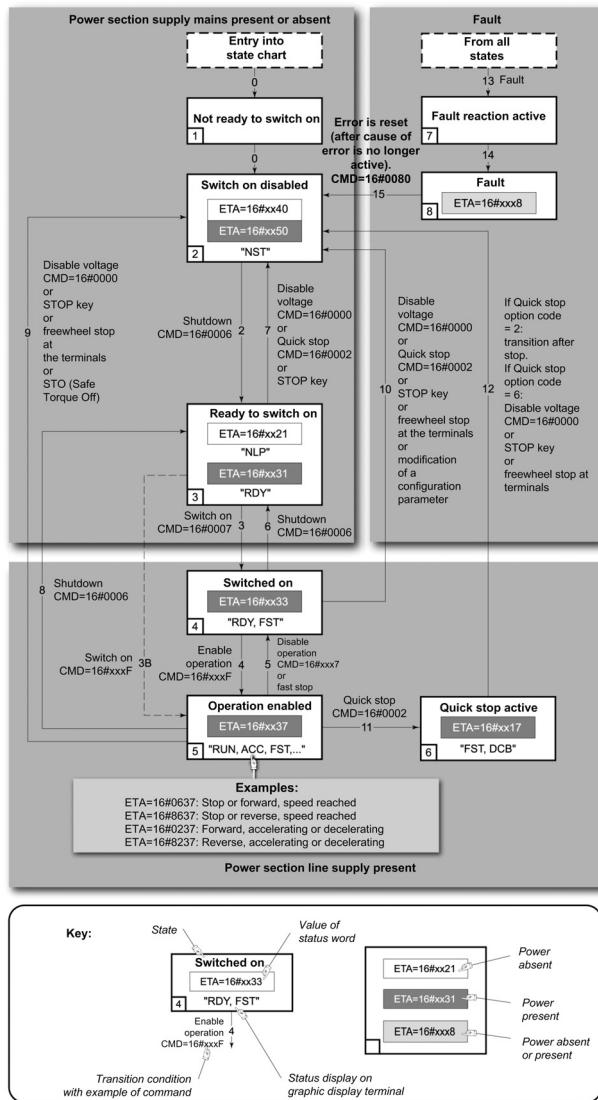 Power section supply mains present or absent
Entry into
state chart
0
Not ready to switch on
1
0
Switch on disabled
ETA=16#xx40
ETA=16#xx50
2
"NST"
9
Disable voltage
CMD=16#0000
or
STOP key
or
freewheel stop
at
the terminals
or
STO (Safe
Torque Off)
Shutdown
CMD=16#0006
2
7
Disable
voltage
CMD=16#0000
or
Quick stop
CMD=16#0002
or
STOP key
Ready to switch on
ETA=16#xx21
"NLP"
ETA=16#xx31
3
"RDY"
Switch on
CMD=16#0007
3
6
Shutdown
CMD=16#0006
Fault
From all
states
13
Fault
Fault reaction active
7
14
Fault
ETA=16#xxx8
8
Error is reset
(after cause of
error is no longer
active).
CMD=16#0080
15
10
Disable
voltage
CMD=16#0000
or
Quick stop
CMD=16#0002
or
STOP key
or
freewheel stop
at the terminals
or
modification
of a
configuration
parameter
12
If Quick stop
option code
= 2:
transition after
stop.
If Quick stop
option code
= 6:
Disable voltage
CMD=16#0000
or
STOP key
or
freewheel stop at
terminals
Switched on
ETA=16#xx33
4
"RDY, FST"
8
Shutdown
CMD=16#0006
Switch on
CMD=16#xxxF
3B
Enable
operation
CMD=16#xxxF
4
5
Disable
operation
CMD=16#xxx7
or
fast stop
Operation enabled
ETA=16#xx37
5
"RUN, ACC, FST,..."
Quick stop
CMD=16#0002
11
Quick stop active
ETA=16#xx17
6
"FST, DCB"
Examples:
ETA=16#0637: Stop or forward, speed reached
ETA=16#8637: Stop or reverse, speed reached
ETA=16#0237: Forward, accelerating or decelerating
ETA=16#8237: Reverse, accelerating or decelerating
Power section line supply present
Key:
State
Value of
status word
Switched on
ETA=16#xx33
4
"RDY, FST"
Enable
operation
CMD=16#xxxF
4
Transition condition
with example of command
Status display on
graphic display terminal
ETA=16#xx21
Power
absent
ETA=16#xx31
Power
present
ETA=16#xxx8
Power absent
or present